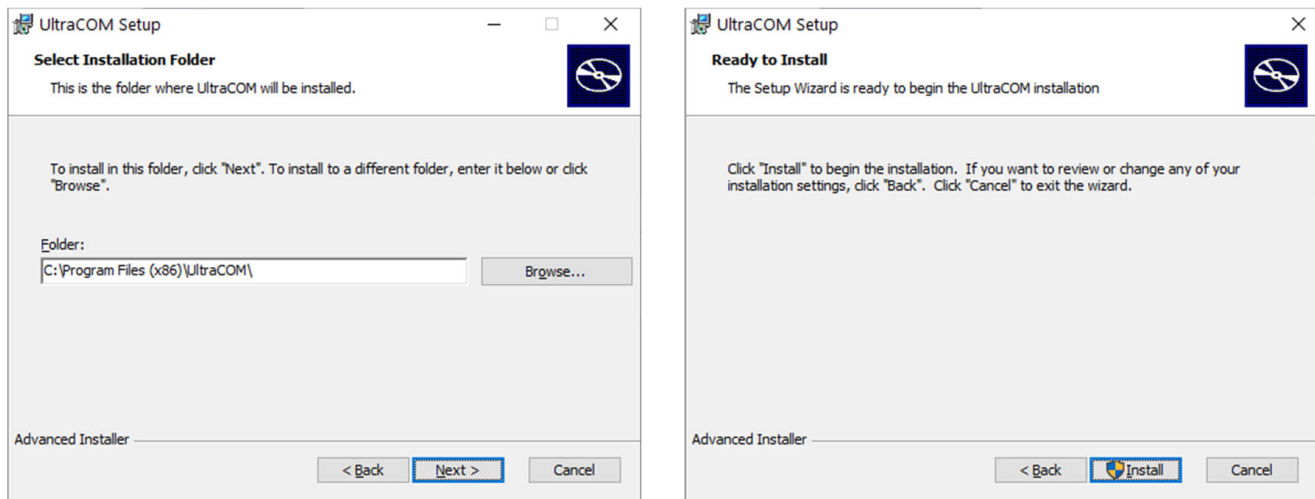 UltraCOM Setup
Select Installation Folder
This is the folder where UltraCOM will be installed.
To install in this folder, click "Next". To install to a different folder, enter it below or click
"Browse".
Folder:
C:\Program Files (x86)\UltraCOM\
Browse...
Advanced Installer
< Back
Next >
Cancel
UltraCOM Setup
Ready to Install
The Setup Wizard is ready to begin the UltraCOM installation
Click "Install" to begin the installation.  If you want to review or change any of your
installation settings, click "Back".  Click "Cancel" to exit the wizard.
Advanced Installer
< Back
Install
Cancel